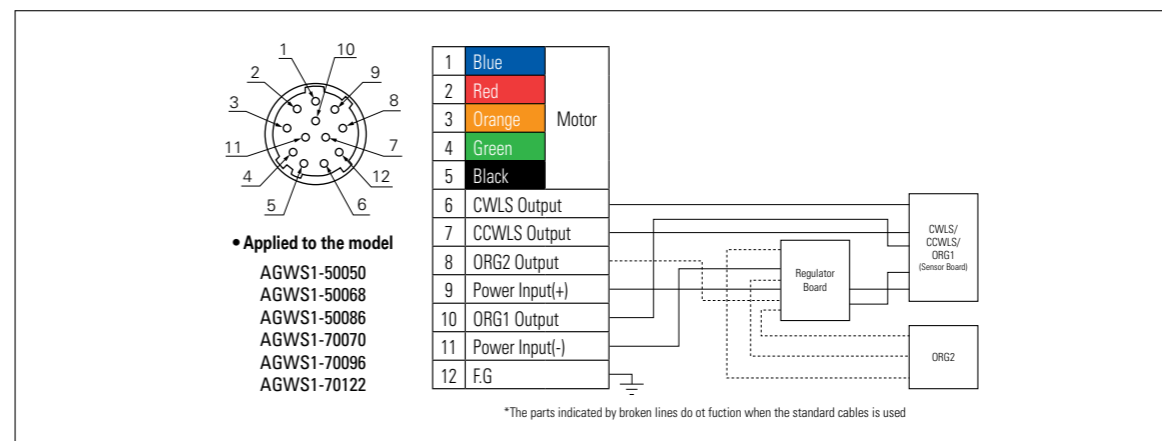 1 10
2 9
3 8
11 7
4 12
5 6
• Applied to the model
AGWS1-50050
AGWS1-50068
AGWS1-50086
AGWS1-70070
AGWS1-70096
AGWS1-70122
1 Blue
2 Red
3 Orange
4 Green
5 Black
Motor
6 CWLS Output
7 CCWLS Output
8 ORG2 Output
9 Power Input(+)
10 ORG1 Output
11 Power Input(-)
12 F.G
Regulator
Board
CWLS/
CCWLS/
ORG1
(Sensor Board)
ORG2
*The parts indicated by broken lines do ot fuction when the standard cables is used